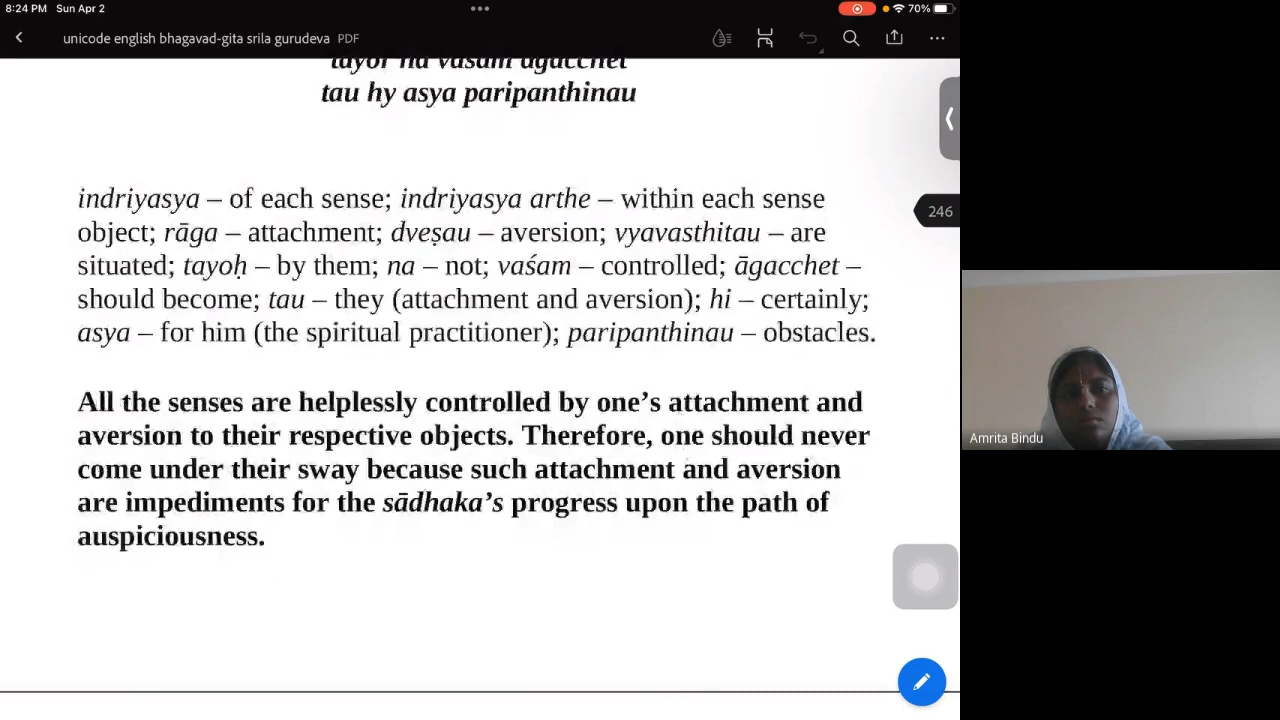 8:24 PM Sun Apr 2
70%
unicode english bhagavad-gita srila gurudeva PDF
tayor na vaśam āgacchet
tau hy asya paripanthinau
246
indriyasya – of each sense; indriyasya arthe – within each sense
object; rāga – attachment; dveṣau – aversion; vyavasthitau – are
situated; tayoḥ – by them; na – not; vaśam – controlled; āgacchet –
should become; tau – they (attachment and aversion); hi – certainly;
asya – for him (the spiritual practitioner); paripanthinau – obstacles.
All the senses are helplessly controlled by one’s attachment and
aversion to their respective objects. Therefore, one should never
come under their sway because such attachment and aversion
are impediments for the sādhaka’s progress upon the path of
auspiciousness.
Amrita Bindu